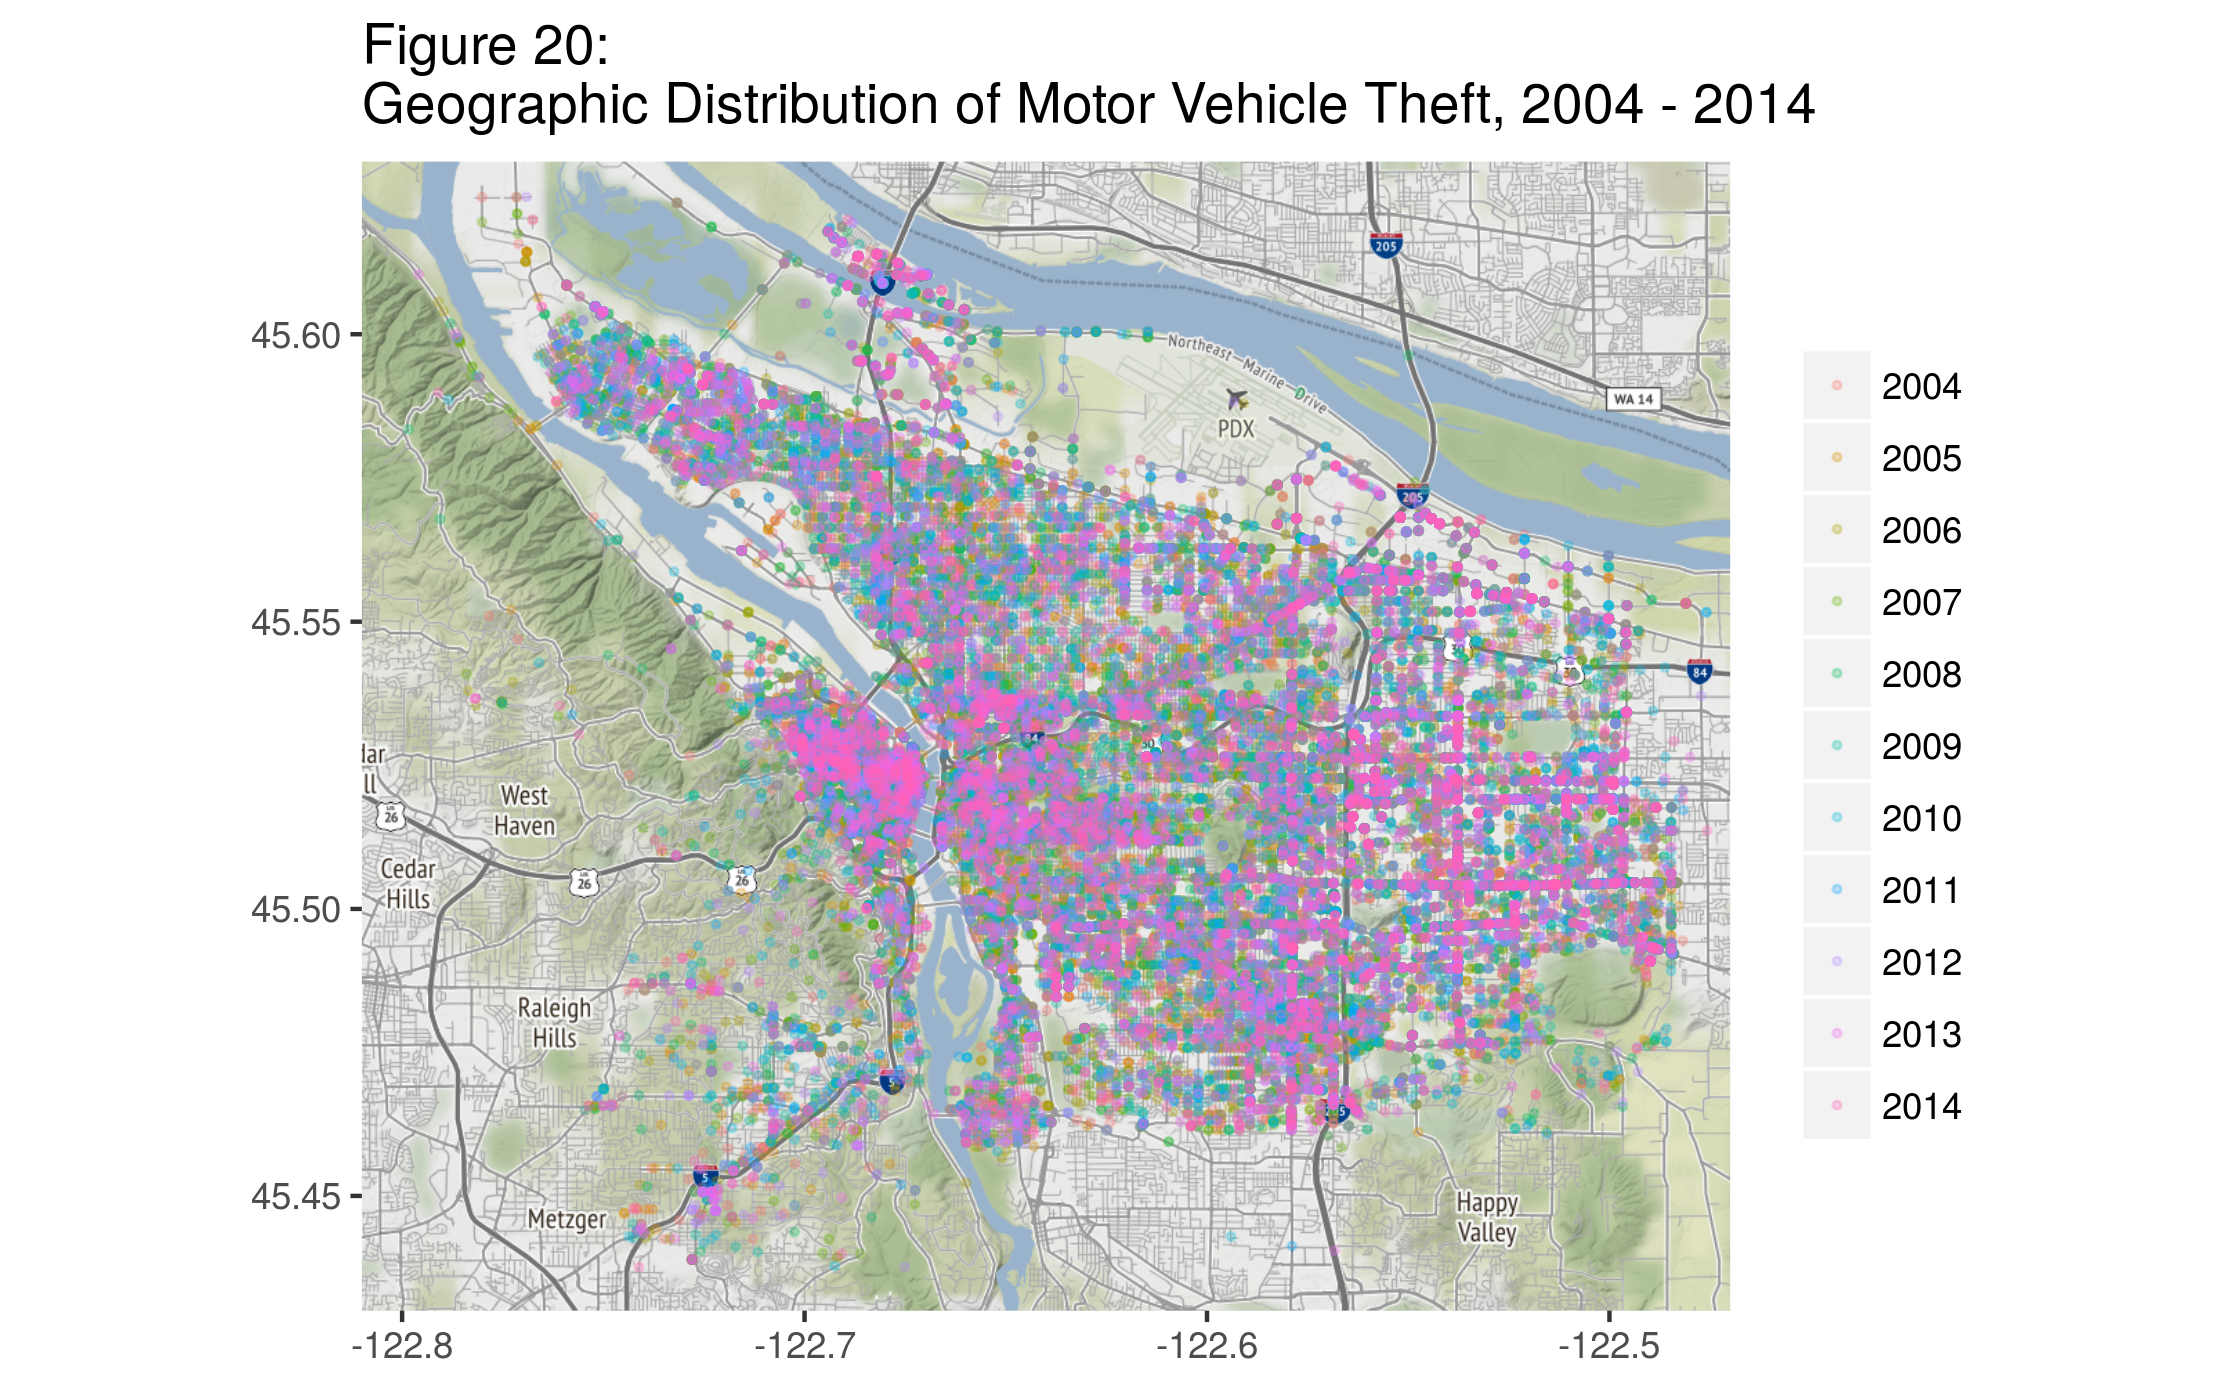 Figure 20:
Geographic Distribution of Motor Vehicle Theft, 2004 - 2014
205
45.60
Northeast Marine Drive
WA 14
PDX
205
2004
2005
2006
2007
2008
2009
2010
2011
2012
2013
2014
45.55
30
30
84
84
dar
ll
West
Haven
26
Cedar
Hills
26
26
45.50
Raleigh
Hills
5
5
45.45
Metzger
Happy
Valley
-122.8
-122.7
-122.6
-122.5